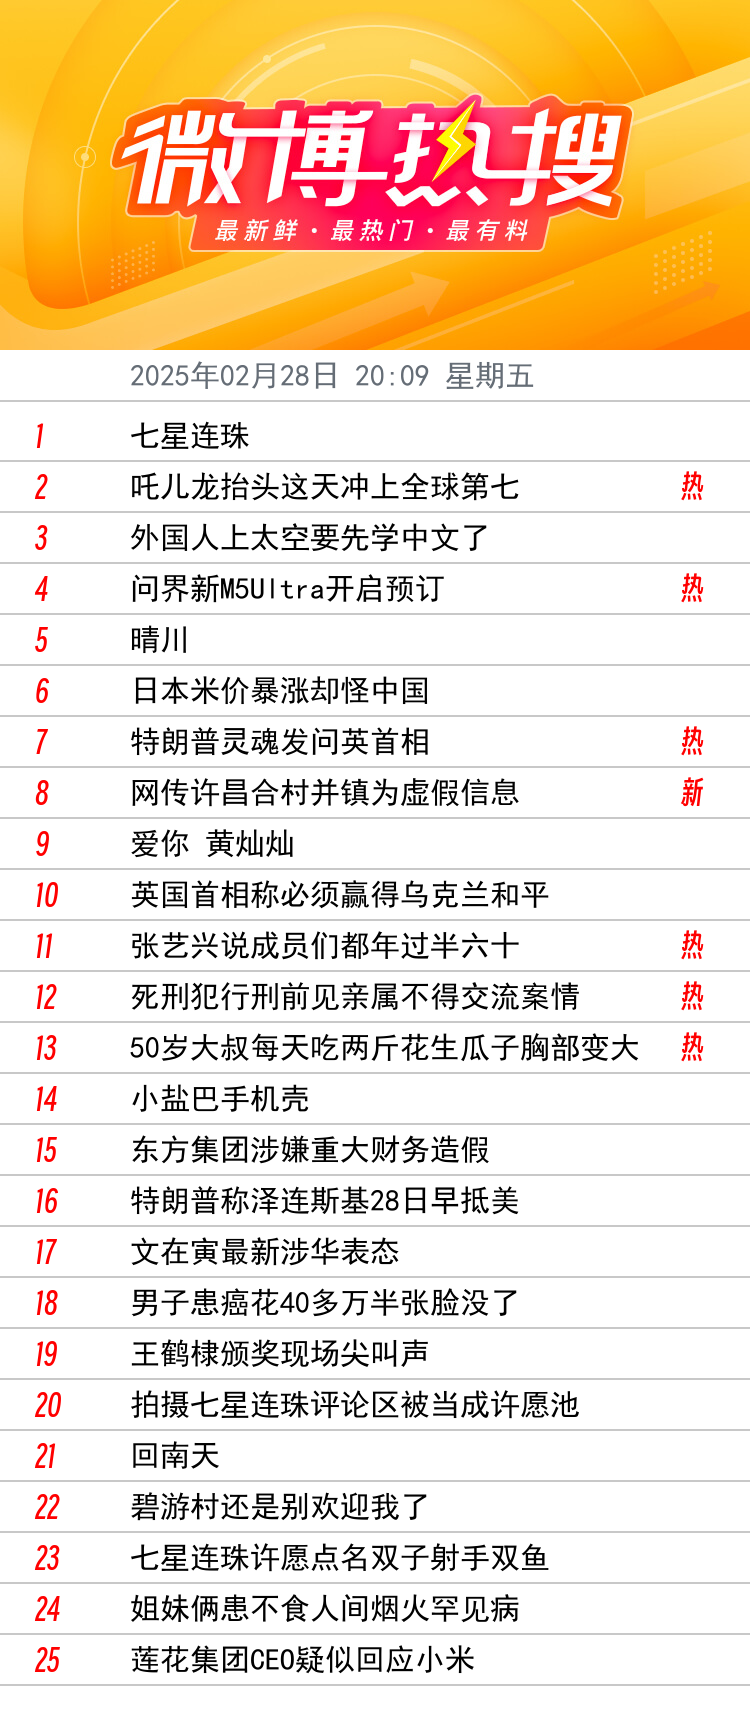 微博热搜
最新鲜·最热门·最有料
2025年02月28日 20:09 星期五
1 七星连珠
2 吒儿龙抬头这天冲上全球第七 热
3 外国人上太空要先学中文了
4 问界新M5Ultra开启预订 热
5 晴川
6 日本米价暴涨却怪中国
7 特朗普灵魂发问英首相 热
8 网传许昌合村并镇为虚假信息 新
9 爱你 黄灿灿
10 英国首相称必须赢得乌克兰和平
11 张艺兴说成员们都年过半六十 热
12 死刑犯行刑前见亲属不得交流案情 热
13 50岁大叔每天吃两斤花生瓜子胸部变大 热
14 小盐巴手机壳
15 东方集团涉嫌重大财务造假
16 特朗普称泽连斯基28日早抵美
17 文在寅最新涉华表态
18 男子患癌花40多万半张脸没了
19 王鹤棣颁奖现场尖叫声
20 拍摄七星连珠评论区被当成许愿池
21 回南天
22 碧游村还是别欢迎我了
23 七星连珠许愿点名双子射手双鱼
24 姐妹俩患不食人间烟火罕见病
25 莲花集团CEO疑似回应小米